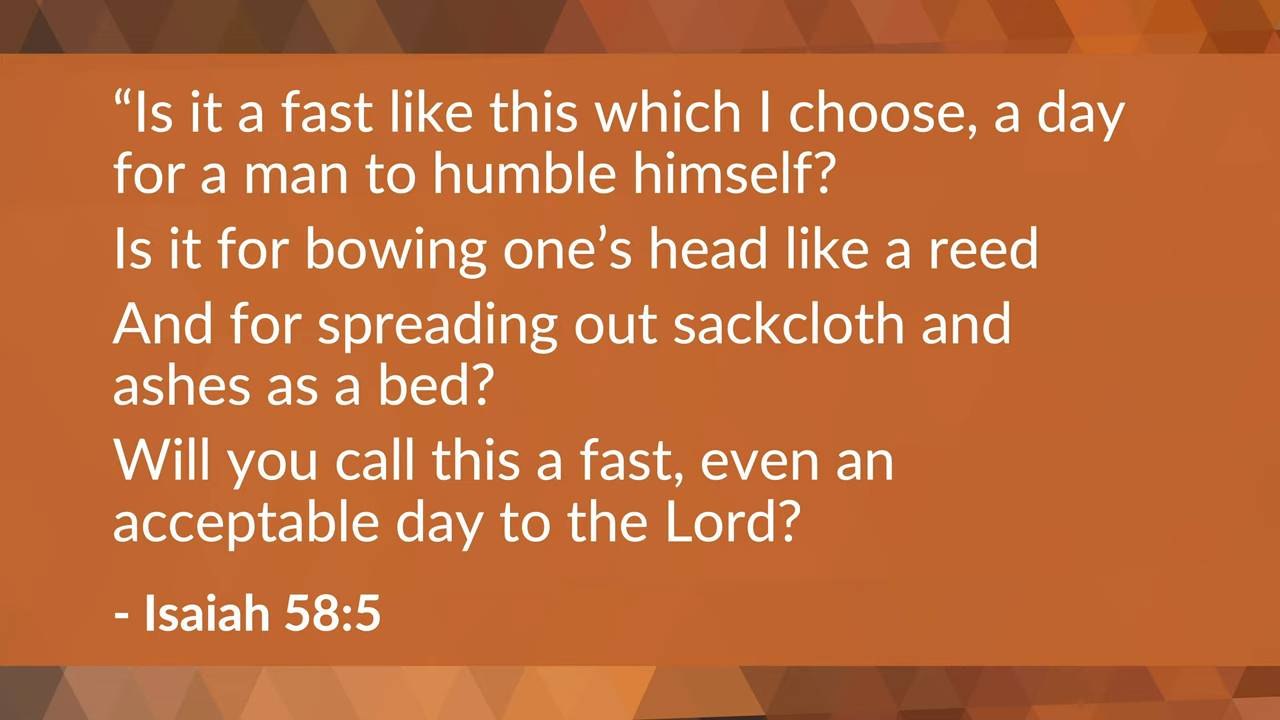 “Is it a fast like this which I choose, a day
for a man to humble himself?
Is it for bowing one’s head like a reed
And for spreading out sackcloth and
ashes as a bed?
Will you call this a fast, even an
acceptable day to the Lord?
- Isaiah 58:5